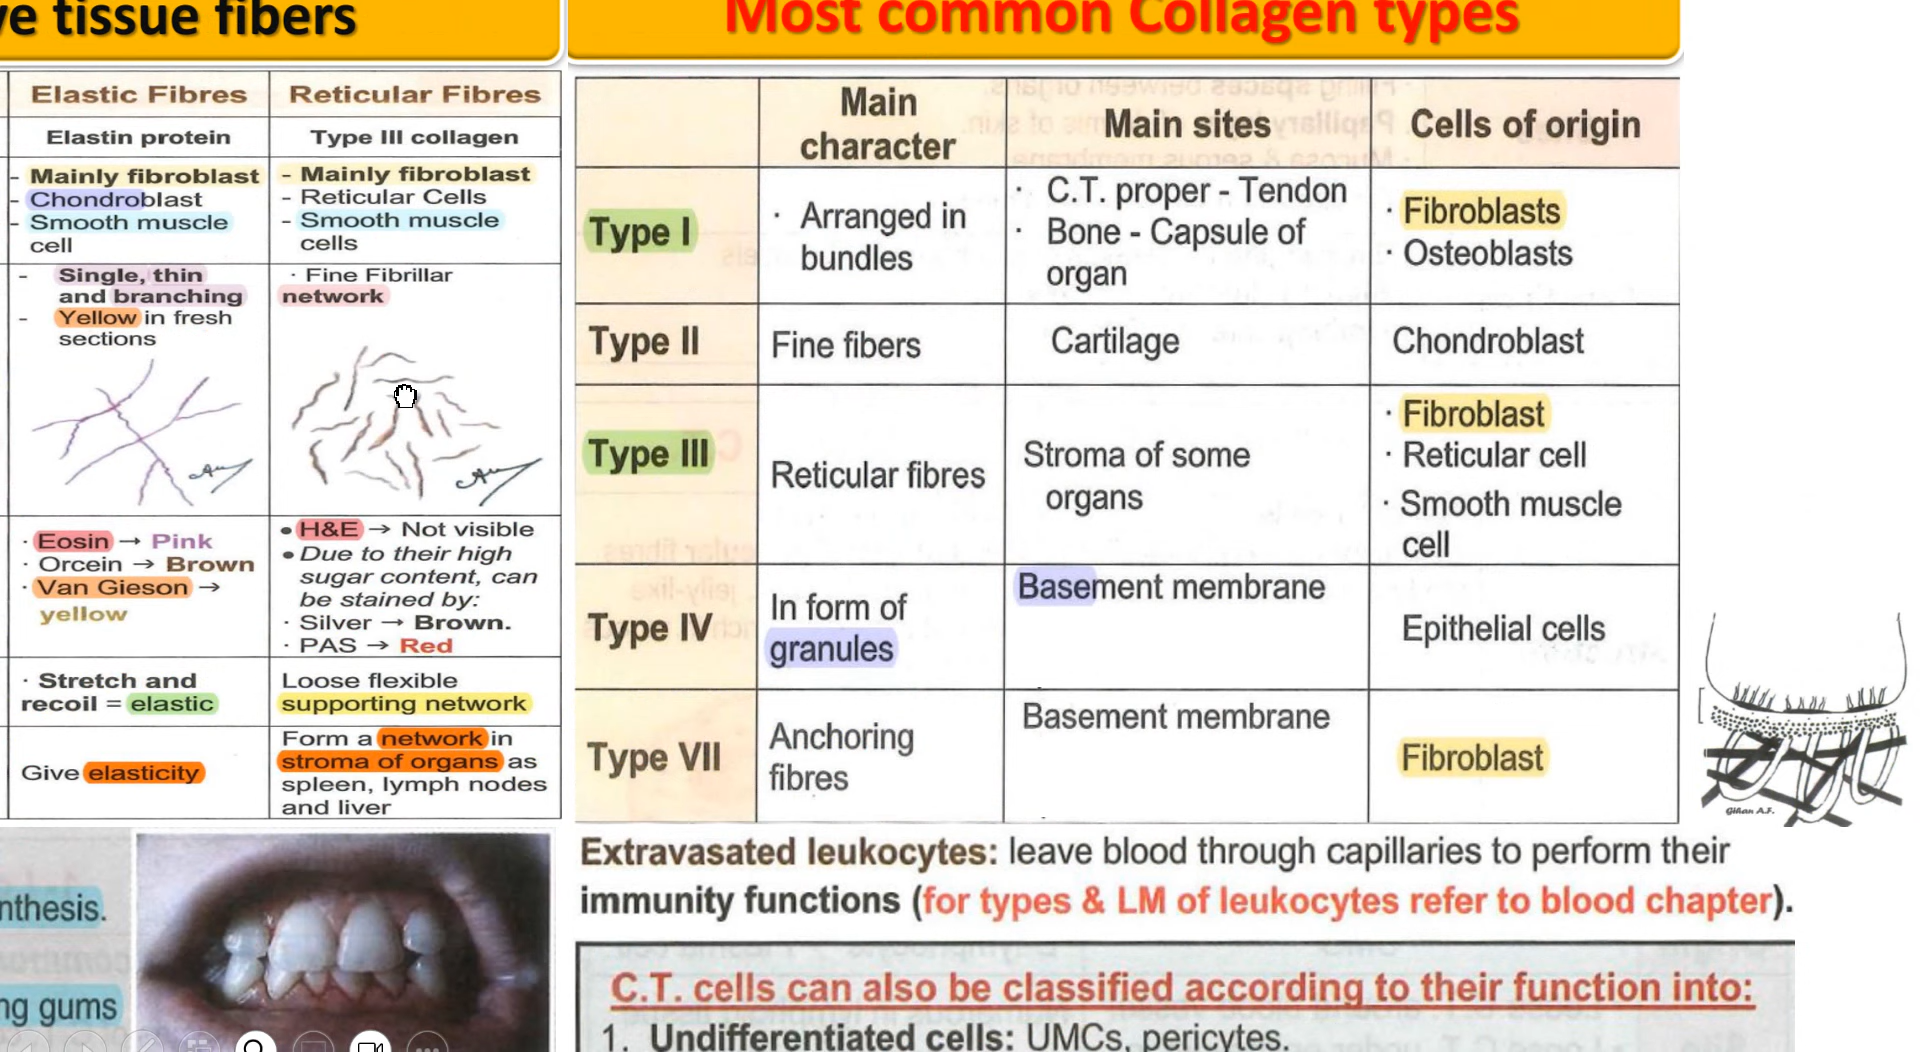 ve tissue fibers
Elastic Fibres
Reticular Fibres
Elastin protein
Type III collagen
- Mainly fibroblast
- Chondroblast
- Smooth muscle
cell
- Mainly fibroblast
- Reticular Cells
- Smooth muscle
cells
- Single, thin
and branching
- Yellow in fresh
sections
· Fine Fibrillar
network
· Eosin → Pink
· Orcein → Brown
· Van Gieson →
yellow
• H&E → Not visible
• Due to their high
sugar content, can
be stained by:
· Silver → Brown.
· PAS → Red
· Stretch and
recoil = elastic
Loose flexible
supporting network
Give elasticity
Form a network in
stroma of organs as
spleen, lymph nodes
and liver
nthesis.
ng gums
Most common Collagen types
Main
character
Main sites
Cells of origin
Type I
· Arranged in
bundles
· C.T. proper - Tendon
· Bone - Capsule of
organ
· Fibroblasts
· Osteoblasts
Type II
Fine fibers
Cartilage
Chondroblast
Type III
Reticular fibres
Stroma of some
organs
· Fibroblast
· Reticular cell
· Smooth muscle
cell
Type IV
In form of
granules
Basement membrane
Epithelial cells
Type VII
Anchoring
fibres
Basement membrane
Fibroblast
Gihan A.F.
Extravasated leukocytes: leave blood through capillaries to perform their
immunity functions (for types & LM of leukocytes refer to blood chapter).
C.T. cells can also be classified according to their function into:
1. Undifferentiated cells: UMCs, pericytes.